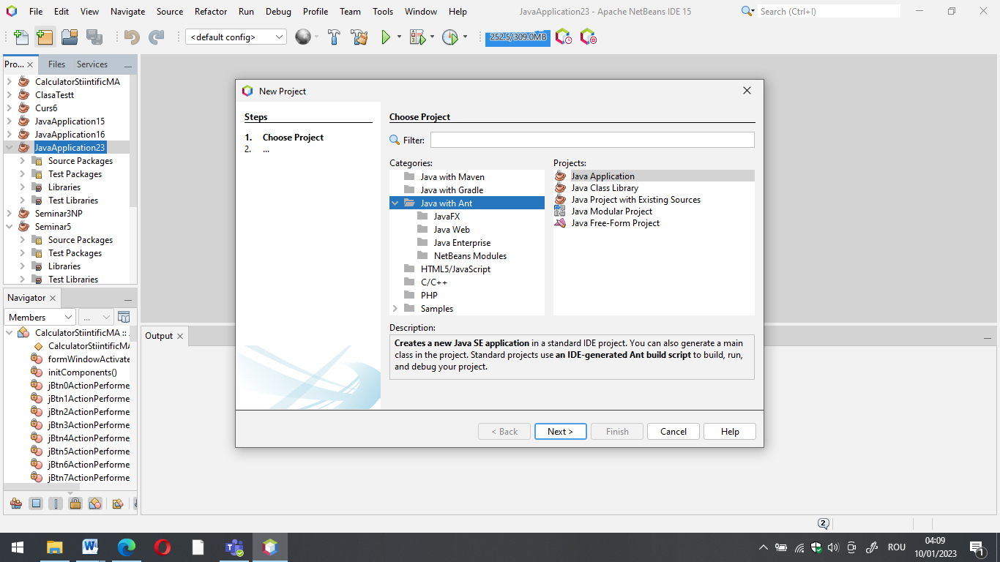 File Edit View Navigate Source Refactor Run Debug Profile Team Tools Window Help
JavaApplication23 - Apache NetBeans IDE 15
Search (Ctrl+I)
<default config>
252.5/309.0MB
Pro... Files Services
CalculatorStiintificMA
ClasaTestt
Curs6
JavaApplication15
JavaApplication16
JavaApplication23
Source Packages
Test Packages
Libraries
Test Libraries
Seminar3NP
Seminar5
Source Packages
Test Packages
Libraries
Test Libraries
Navigator
Members ...
CalculatorStiintificMA :: .
CalculatorStiintificMA
formWindowActivate
initComponents()
jBtn0ActionPerforme
jBtn1ActionPerforme
jBtn2ActionPerforme
jBtn3ActionPerforme
jBtn4ActionPerforme
jBtn5ActionPerforme
jBtn6ActionPerforme
jBtn7ActionPerforme
New Project
Steps
1. Choose Project
2. ...
Choose Project
Filter:
Categories:
Java with Maven
Java with Gradle
Java with Ant
JavaFX
Java Web
Java Enterprise
NetBeans Modules
HTML5/JavaScript
C/C++
PHP
Samples
Projects:
Java Application
Java Class Library
Java Project with Existing Sources
Java Modular Project
Java Free-Form Project
Description:
Creates a new Java SE application in a standard IDE project. You can also generate a main
class in the project. Standard projects use an IDE-generated Ant build script to build, run,
and debug your project.
< Back Next > Finish Cancel Help
Output
2
ROU
04:09
10/01/2023
1